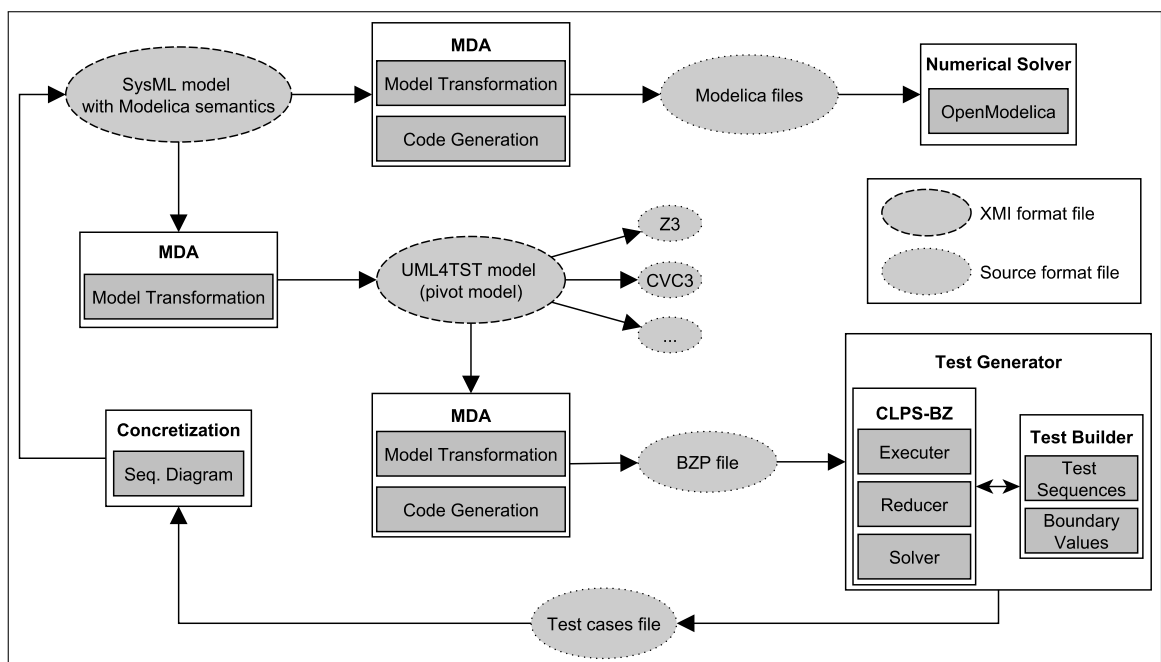 SysML model
with Modelica semantics
MDA
Model Transformation
Code Generation
Modelica files
Numerical Solver
OpenModelica
XMI format file
Source format file
MDA
Model Transformation
UML4TST model
(pivot model)
Z3
CVC3
...
MDA
Model Transformation
Code Generation
BZP file
Test Generator
CLPS-BZ
Executer
Reducer
Solver
Test Builder
Test
Sequences
Boundary
Values
Concretization
Seq. Diagram
Test cases file